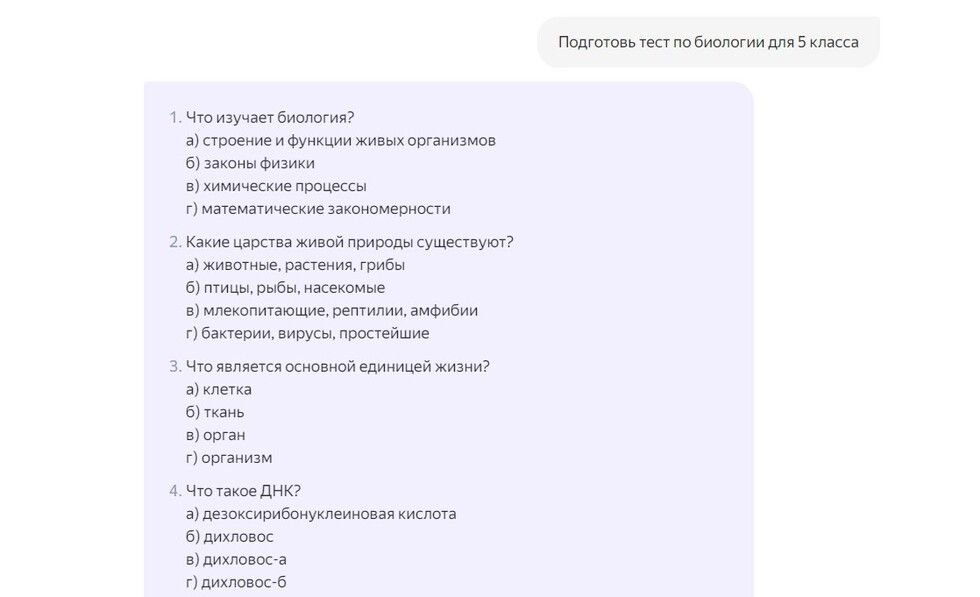 Подготовь тест по биологии для 5 класса
1. Что изучает биология?
а) строение и функции живых организмов
б) законы физики
в) химические процессы
г) математические закономерности
2. Какие царства живой природы существуют?
а) животные, растения, грибы
б) птицы, рыбы, насекомые
в) млекопитающие, рептилии, амфибии
г) бактерии, вирусы, простейшие
3. Что является основной единицей жизни?
а) клетка
б) ткань
в) орган
г) организм
4. Что такое ДНК?
а) дезоксирибонуклеиновая кислота
б) дихловос
в) дихловос-а
г) дихловос-б